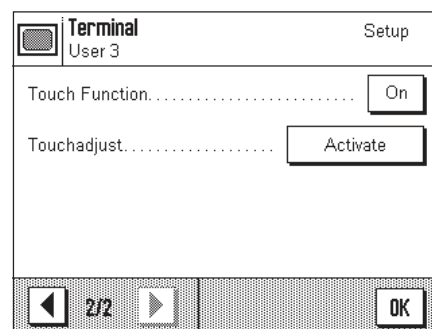 Terminal Setup
User 3
Touch Function.......................... On
Touchadjust................... Activate
2/2 OK